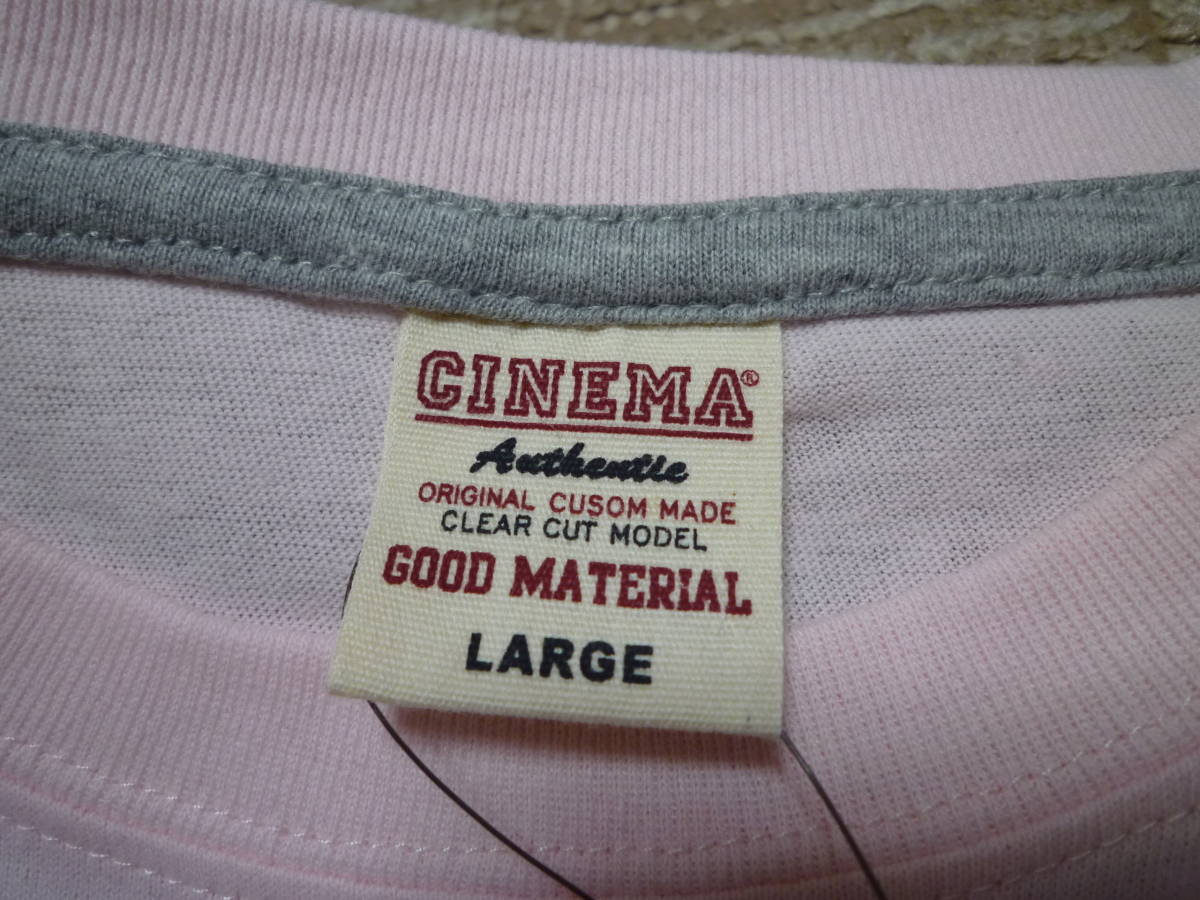 CINEMA®
Authentic
ORIGINAL CUSOM MADE
CLEAR CUT MODEL
GOOD MATERIAL
LARGE